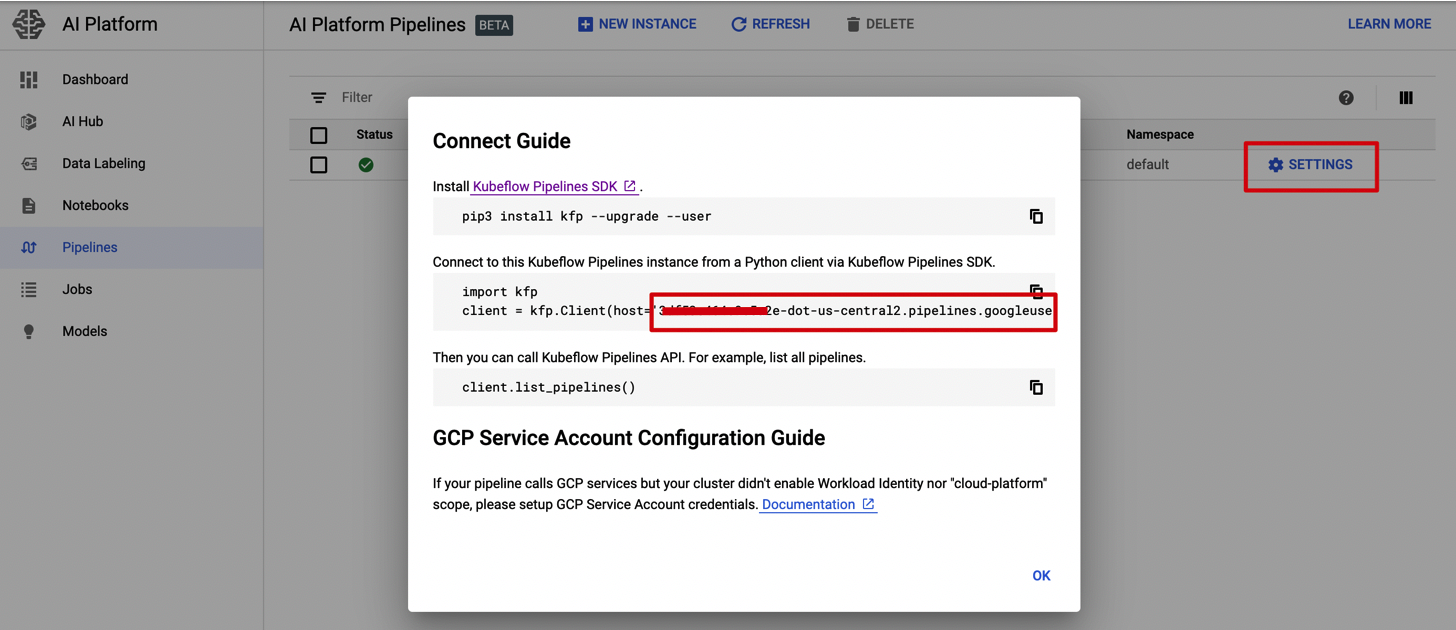 AI Platform
AI Platform Pipelines BETA NEW INSTANCE REFRESH DELETE LEARN MORE
Dashboard
AI Hub
Data Labeling
Notebooks
Pipelines
Jobs
Models
Filter
Status Namespace
default SETTINGS
Connect Guide
Install Kubeflow Pipelines SDK .
pip3 install kfp --upgrade --user
Connect to this Kubeflow Pipelines instance from a Python client via Kubeflow Pipelines SDK.
import kfp
client = kfp.Client(host='3 2e-dot-us-central2.pipelines.googleuse
Then you can call Kubeflow Pipelines API. For example, list all pipelines.
client.list_pipelines()
GCP Service Account Configuration Guide
If your pipeline calls GCP services but your cluster didn't enable Workload Identity nor "cloud-platform"
scope, please setup GCP Service Account credentials. Documentation
OK